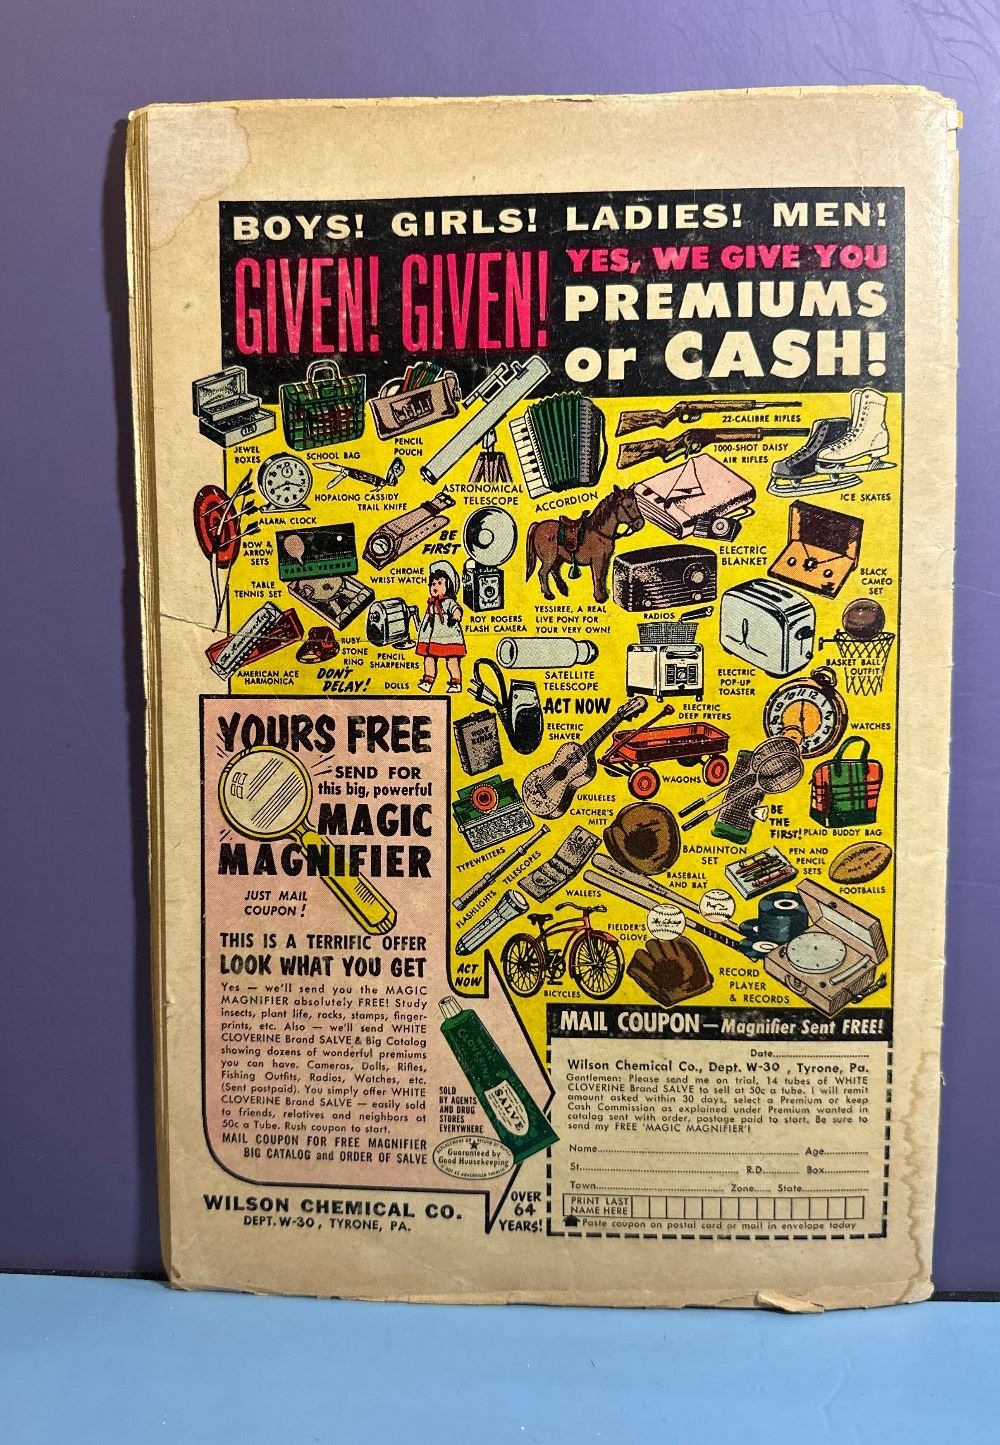 BOYS! GIRLS! LADIES! MEN!
GIVEN! GIVEN!
YES, WE GIVE YOU
PREMIUMS
or CASH!
JEWEL
BOXES
SCHOOL BAG
PENCIL
POUCH
ASTRONOMICAL
TELESCOPE
ACCORDION
22-CALIBRE RIFLES
1000-SHOT DAISY
AIR RIFLES
ICE SKATES
ALARM CLOCK
HOPALONG CASSIDY
TRAIL KNIFE
BOW &
ARROW
SETS
TABLE TENNIS
TABLE
TENNIS SET
CHROME
WRIST WATCH
BE
FIRST
ROY ROGERS
FLASH CAMERA
YESSIREE, A REAL
LIVE PONY FOR
YOUR VERY OWN!
ELECTRIC
BLANKET
RADIOS
BLACK
CAMEO
SET
AMERICAN ACE
HARMONICA
RUBY
STONE
RING
DON'T
DELAY!
PENCIL
SHARPENERS
DOLLS
SATELLITE
TELESCOPE
ACT NOW
ELECTRIC
SHAVER
ELECTRIC
DEEP FRYERS
ELECTRIC
POP-UP
TOASTER
BASKET BALL
OUTFIT
WATCHES
HOLY
BIBLE
UKULELES
WAGONS
CATCHER'S
MITT
BADMINTON
SET
BE
THE
FIRST!
PLAID BUDDY BAG
TYPEWRITERS
TELESCOPES
FLASHLIGHTS
WALLETS
BASEBALL
AND BAT
PEN AND
PENCIL
SETS
FOOTBALLS
FIELDER'S
GLOVE
BICYCLES
RECORD
PLAYER
& RECORDS
ACT
NOW
YOURS FREE
SEND FOR
this big, powerful
MAGIC
MAGNIFIER
JUST MAIL
COUPON!
THIS IS A TERRIFIC OFFER
LOOK WHAT YOU GET
Yes — we'll send you the MAGIC
MAGNIFIER absolutely FREE! Study
insects, plant life, rocks, stamps, finger-
prints, etc. Also — we'll send WHITE
CLOVERINE Brand SALVE & Big Catalog
showing dozens of wonderful premiums
you can have. Cameras, Dolls, Rifles,
Fishing Outfits, Radios, Watches, etc.
(Sent postpaid). You simply offer WHITE
CLOVERINE Brand SALVE — easily sold
to friends, relatives and neighbors at
50c a Tube. Rush coupon to start.
MAIL COUPON FOR FREE MAGNIFIER
BIG CATALOG and ORDER OF SALVE
SOLD
BY AGENTS
AND DRUG
STORES
EVERYWHERE
CLOVERINE
SALVE
Guaranteed by
Good Housekeeping
WILSON CHEMICAL CO.
DEPT. W-30, TYRONE, PA.
OVER
64
YEARS!
MAIL COUPON—Magnifier Sent FREE!
Date
Wilson Chemical Co., Dept. W-30 , Tyrone, Pa.
Gentlemen: Please send me on trial, 14 tubes of WHITE
CLOVERINE Brand SALVE to sell at 50c a tube. I will remit
amount asked within 30 days, select a Premium or keep
Cash Commission as explained under Premium wanted in
catalog sent with order, postage paid to start. Be sure to
send my FREE 'MAGIC MAGNIFIER'!
Name Age
St. R.D. Box
Town Zone State
PRINT LAST
NAME HERE
Paste coupon on postal card or mail in envelope today